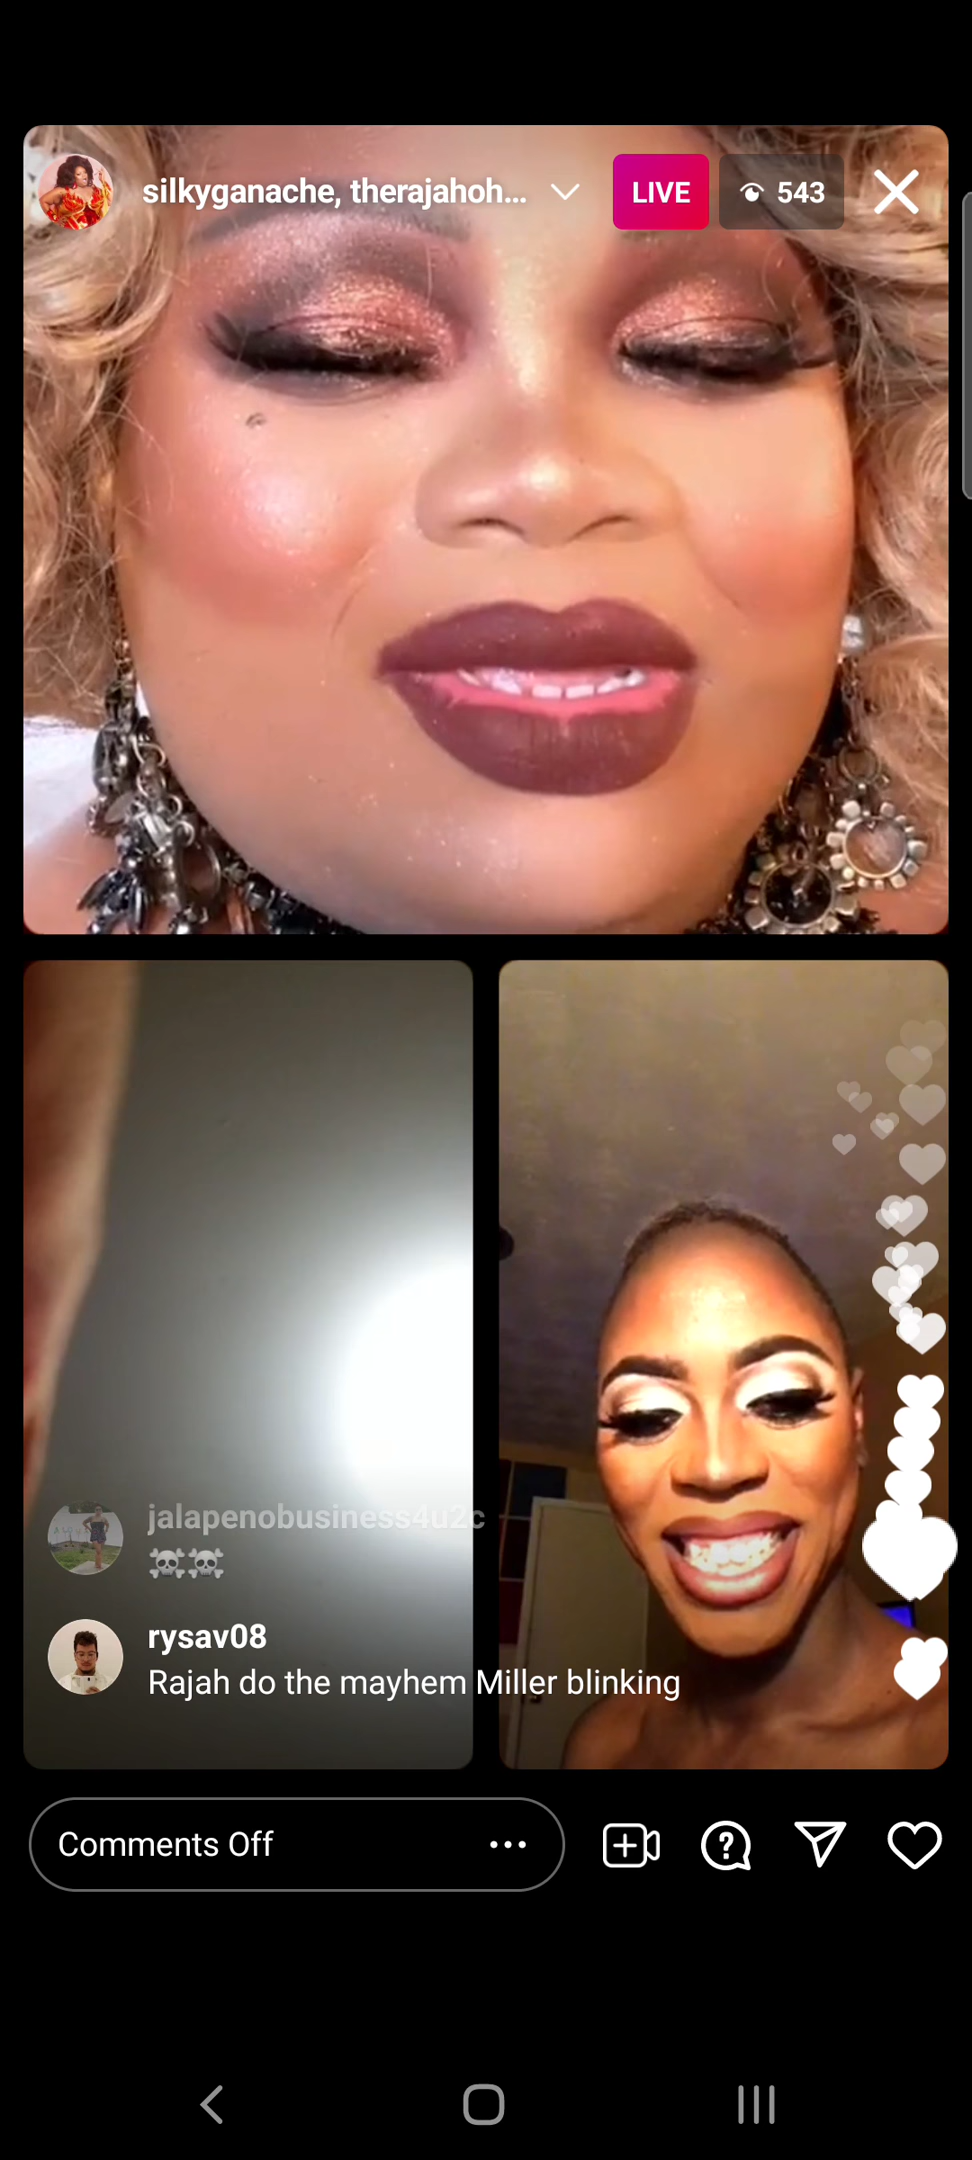 silkyganache, therajahoh...
LIVE
543
jalapenobusiness4u2c
☠️☠️
rysav08
Rajah do the mayhem Miller blinking
Comments Off